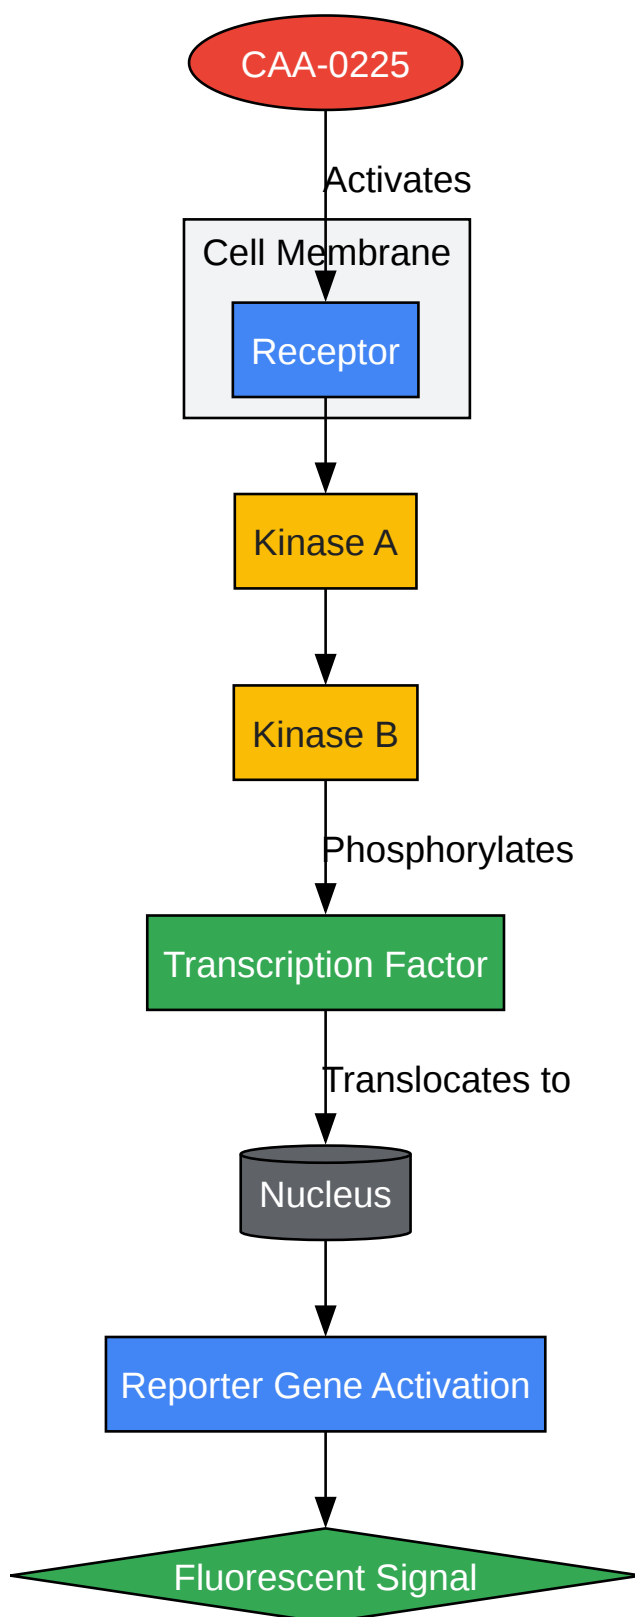 CAA-0225
Activates
Cell Membrane
Receptor
Kinase A
Kinase B
Phosphorylates
Transcription Factor
Translocates to
Nucleus
Reporter Gene Activation
Fluorescent Signal